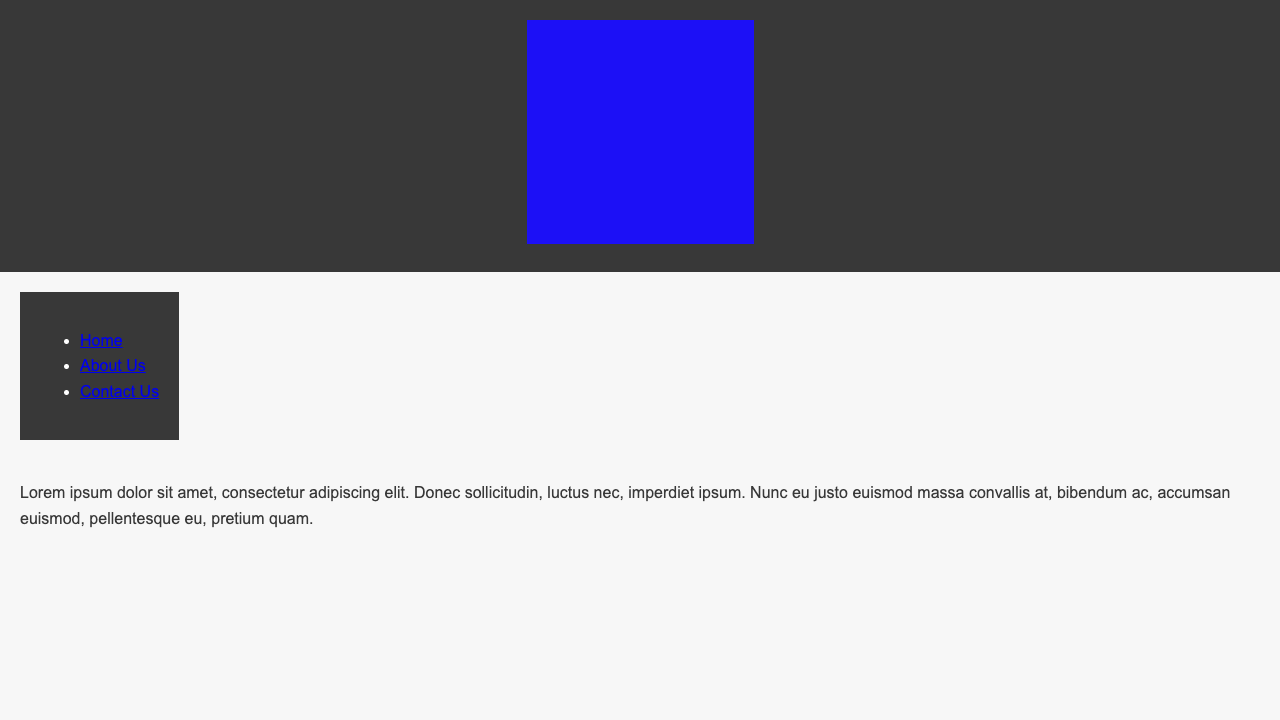 Home
About Us
Contact Us
Lorem ipsum dolor sit amet, consectetur adipiscing elit. Donec sollicitudin, luctus nec, imperdiet ipsum. Nunc eu justo euismod massa convallis at, bibendum ac, accumsan
euismod, pellentesque eu, pretium quam.